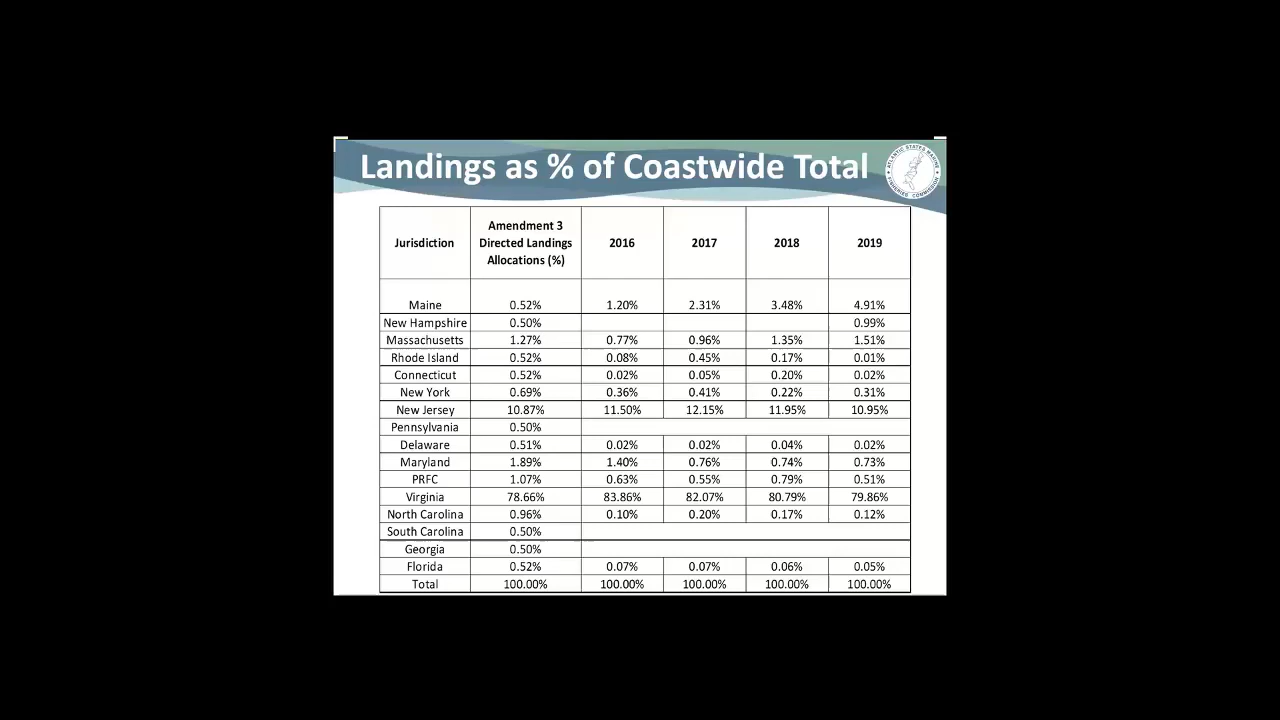 Landings as % of Coastwide Total
ATLANTIC STATES MARINE
FISHERIES COMMISSION
Jurisdiction Amendment 3 Directed Landings Allocations (%) 2016 2017 2018 2019
Maine 0.52% 1.20% 2.31% 3.48% 4.91%
New Hampshire 0.50% 0.99%
Massachusetts 1.27% 0.77% 0.96% 1.35% 1.51%
Rhode Island 0.52% 0.08% 0.45% 0.17% 0.01%
Connecticut 0.52% 0.02% 0.05% 0.20% 0.02%
New York 0.69% 0.36% 0.41% 0.22% 0.31%
New Jersey 10.87% 11.50% 12.15% 11.95% 10.95%
Pennsylvania 0.50%
Delaware 0.51% 0.02% 0.02% 0.04% 0.02%
Maryland 1.89% 1.40% 0.76% 0.74% 0.73%
PRFC 1.07% 0.63% 0.55% 0.79% 0.51%
Virginia 78.66% 83.86% 82.07% 80.79% 79.86%
North Carolina 0.96% 0.10% 0.20% 0.17% 0.12%
South Carolina 0.50%
Georgia 0.50%
Florida 0.52% 0.07% 0.07% 0.06% 0.05%
Total 100.00% 100.00% 100.00% 100.00% 100.00%